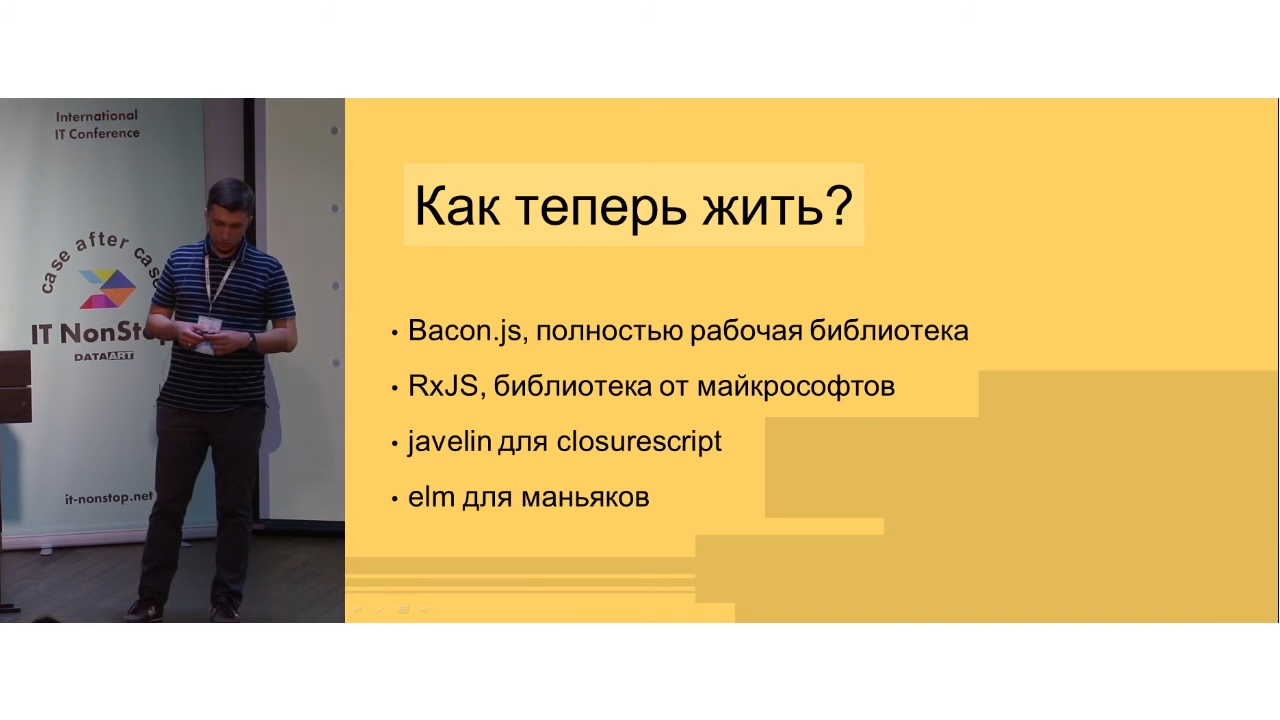 International
IT Conference
case after case
IT NonSto
DATAART
it-nonstop.net
Как теперь жить?
• Bacon.js, полностью рабочая библиотека
• RxJS, библиотека от майкрософтов
• javelin для closurescript
• elm для маньяков